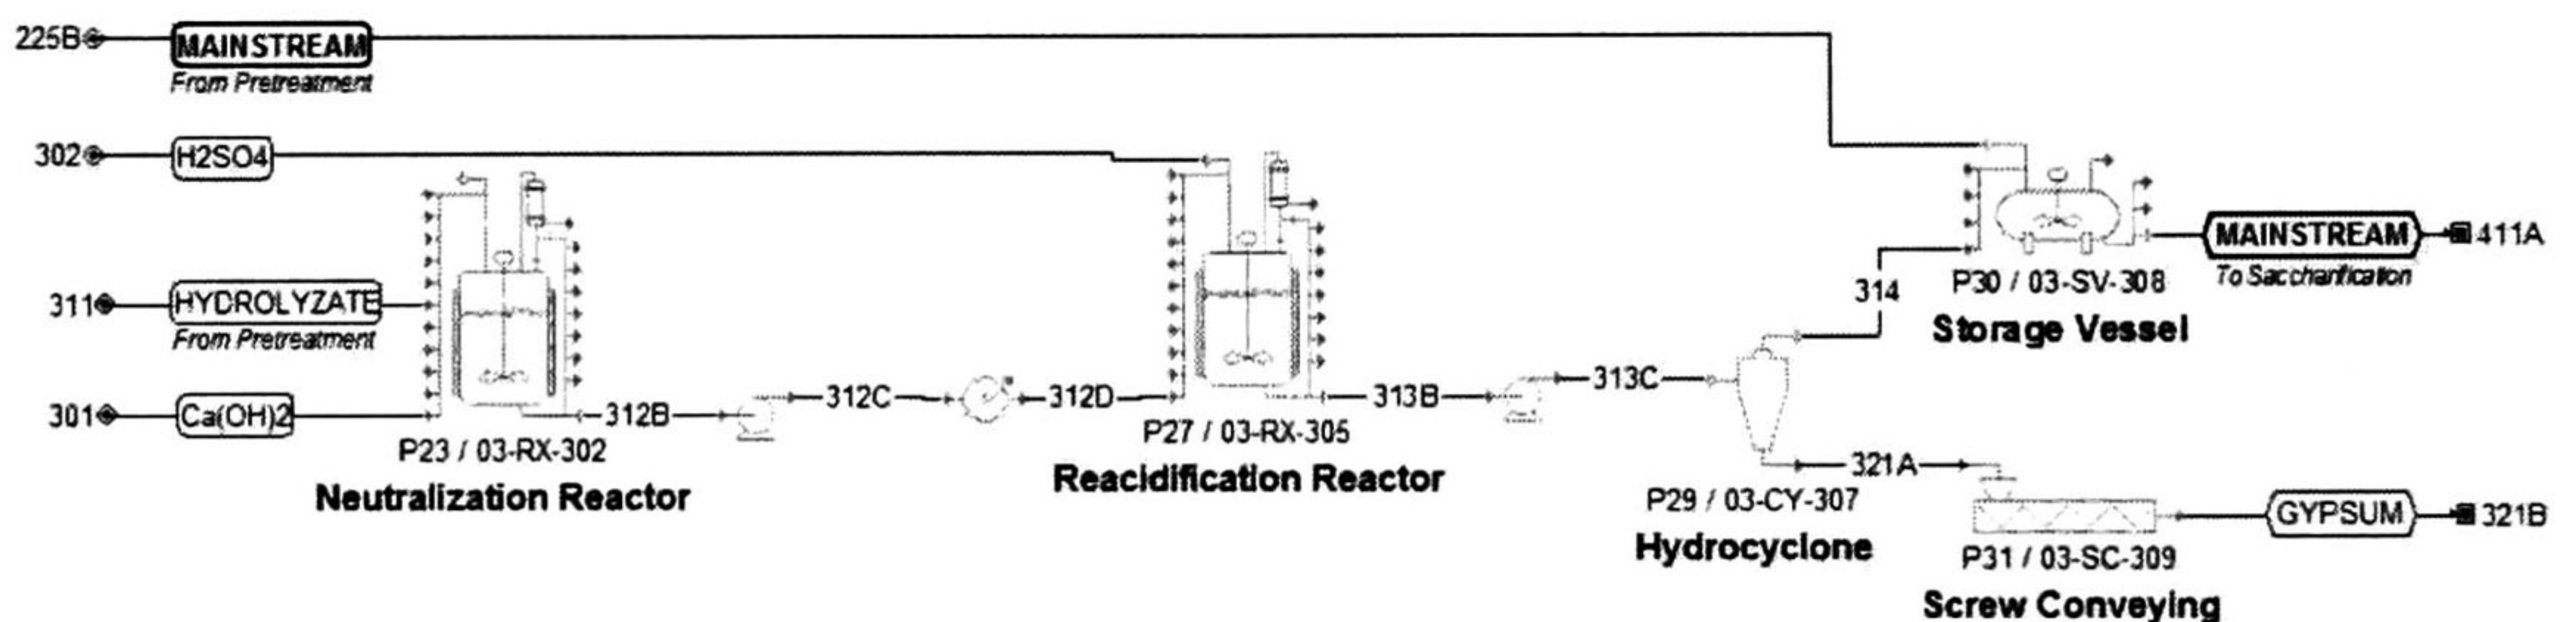 225B
MAINSTREAM
From Pretreatment
302
H2SO4
311
HYDROLYZATE
From Pretreatment
301
Ca(OH)2
P23 / 03-RX-302
Neutralization Reactor
312B
312C
312D
P27 / 03-RX-305
Reacidification Reactor
313B
313C
314
P29 / 03-CY-307
Hydrocyclone
P30 / 03-SV-308
Storage Vessel
MAINSTREAM
To Saccharification
411A
321A
P31 / 03-SC-309
Screw Conveying
GYPSUM
321B